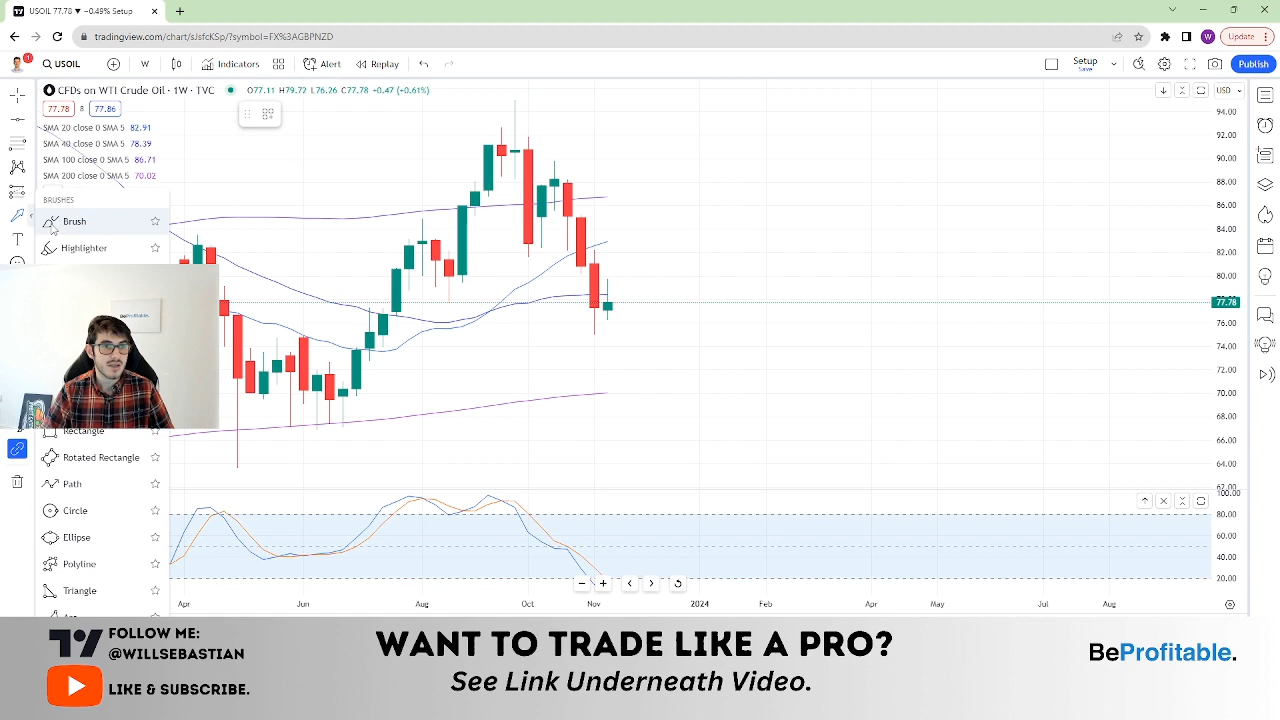 USOIL 77.78 ▼ −0.49% Setup
tradingview.com/chart/sJsfcKSp/?symbol=FX%3AGBPNZD
W
Update
USOIL
W
Indicators
Alert
Replay
Setup
Save
Publish
CFDs on WTI Crude Oil · 1W · TVC
O77.11 H79.72 L76.26 C77.78 +0.47 (+0.61%)
USD
77.78
8
77.86
SMA 20 close 0 SMA 5 82.91
SMA 40 close 0 SMA 5 78.39
SMA 100 close 0 SMA 5 86.71
SMA 200 close 0 SMA 5 70.02
BRUSHES
Brush
Highlighter
BeProfitable.
Rectangle
Rotated Rectangle
Path
Circle
Ellipse
Polyline
Triangle
94.00
92.00
90.00
88.00
86.00
84.00
82.00
80.00
77.78
76.00
74.00
72.00
70.00
68.00
66.00
64.00
62.00
100.00
80.00
60.00
40.00
20.00
Apr
Jun
Aug
Oct
Nov
2024
Feb
Apr
May
Jul
Aug
FOLLOW ME:
@WILLSEBASTIAN
LIKE & SUBSCRIBE.
WANT TO TRADE LIKE A PRO?
See Link Underneath Video.
BeProfitable.